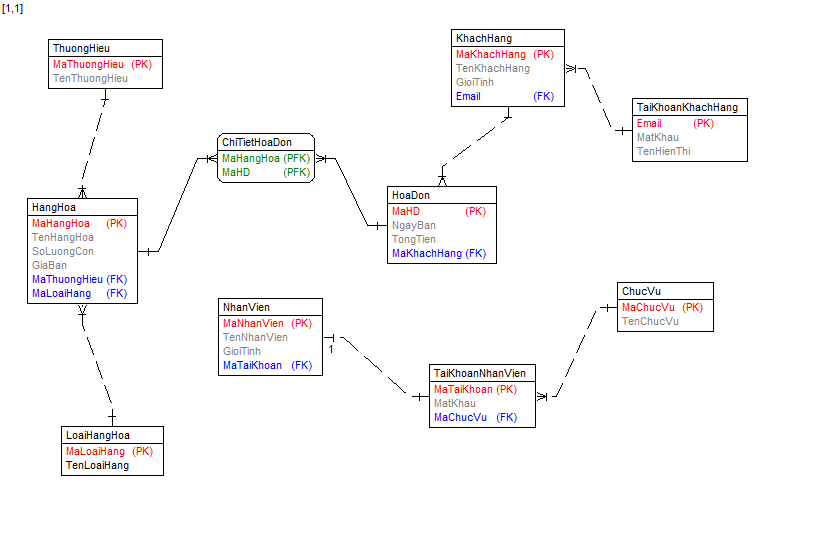 [1,1]
ThuongHieu
MaThuongHieu (PK)
TenThuongHieu
KhachHang
MaKhachHang (PK)
TenKhachHang
GioiTinh
Email (FK)
TaiKhoanKhachHang
Email (PK)
MatKhau
TenHienThi
ChiTietHoaDon
MaHangHoa (PFK)
MaHD (PFK)
HoaDon
MaHD (PK)
NgayBan
TongTien
MaKhachHang (FK)
HangHoa
MaHangHoa (PK)
TenHangHoa
SoLuongCon
GiaBan
MaThuongHieu (FK)
MaLoaiHang (FK)
NhanVien
MaNhanVien (PK)
TenNhanVien
GioiTinh
MaTaiKhoan (FK)
1
ChucVu
MaChucVu (PK)
TenChucVu
TaiKhoanNhanVien
MaTaiKhoan (PK)
MatKhau
MaChucVu (FK)
LoaiHangHoa
MaLoaiHang (PK)
TenLoaiHang